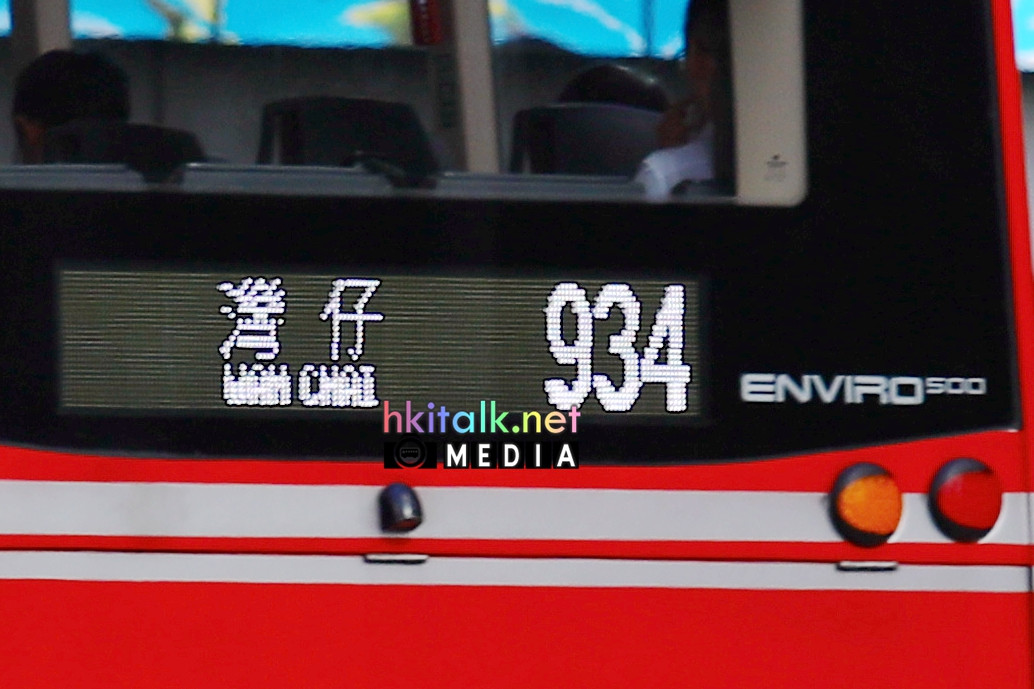 灣仔 934
WAN CHAI
ENVIRO500
hkitalk.net
MEDIA